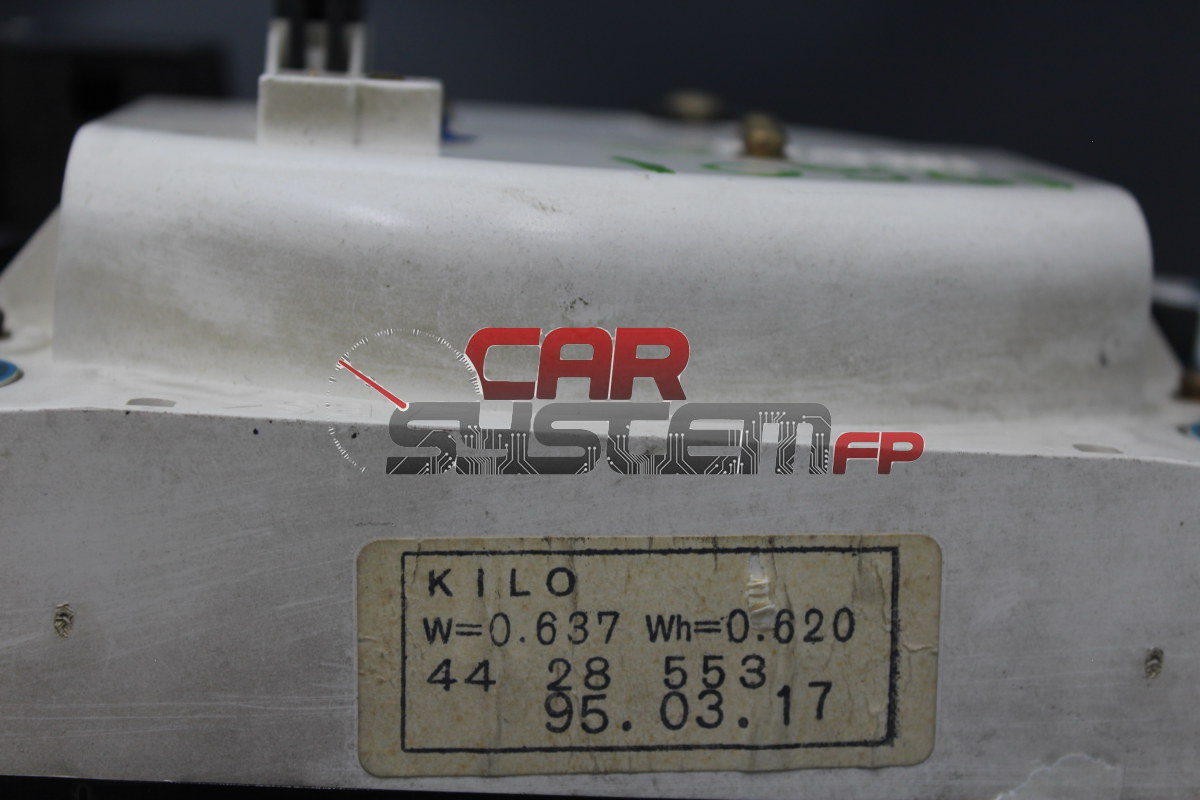 CAR
SYSTEM FP
KILO
W=0.637 Wh=0.620
44 28 553
95.03.17